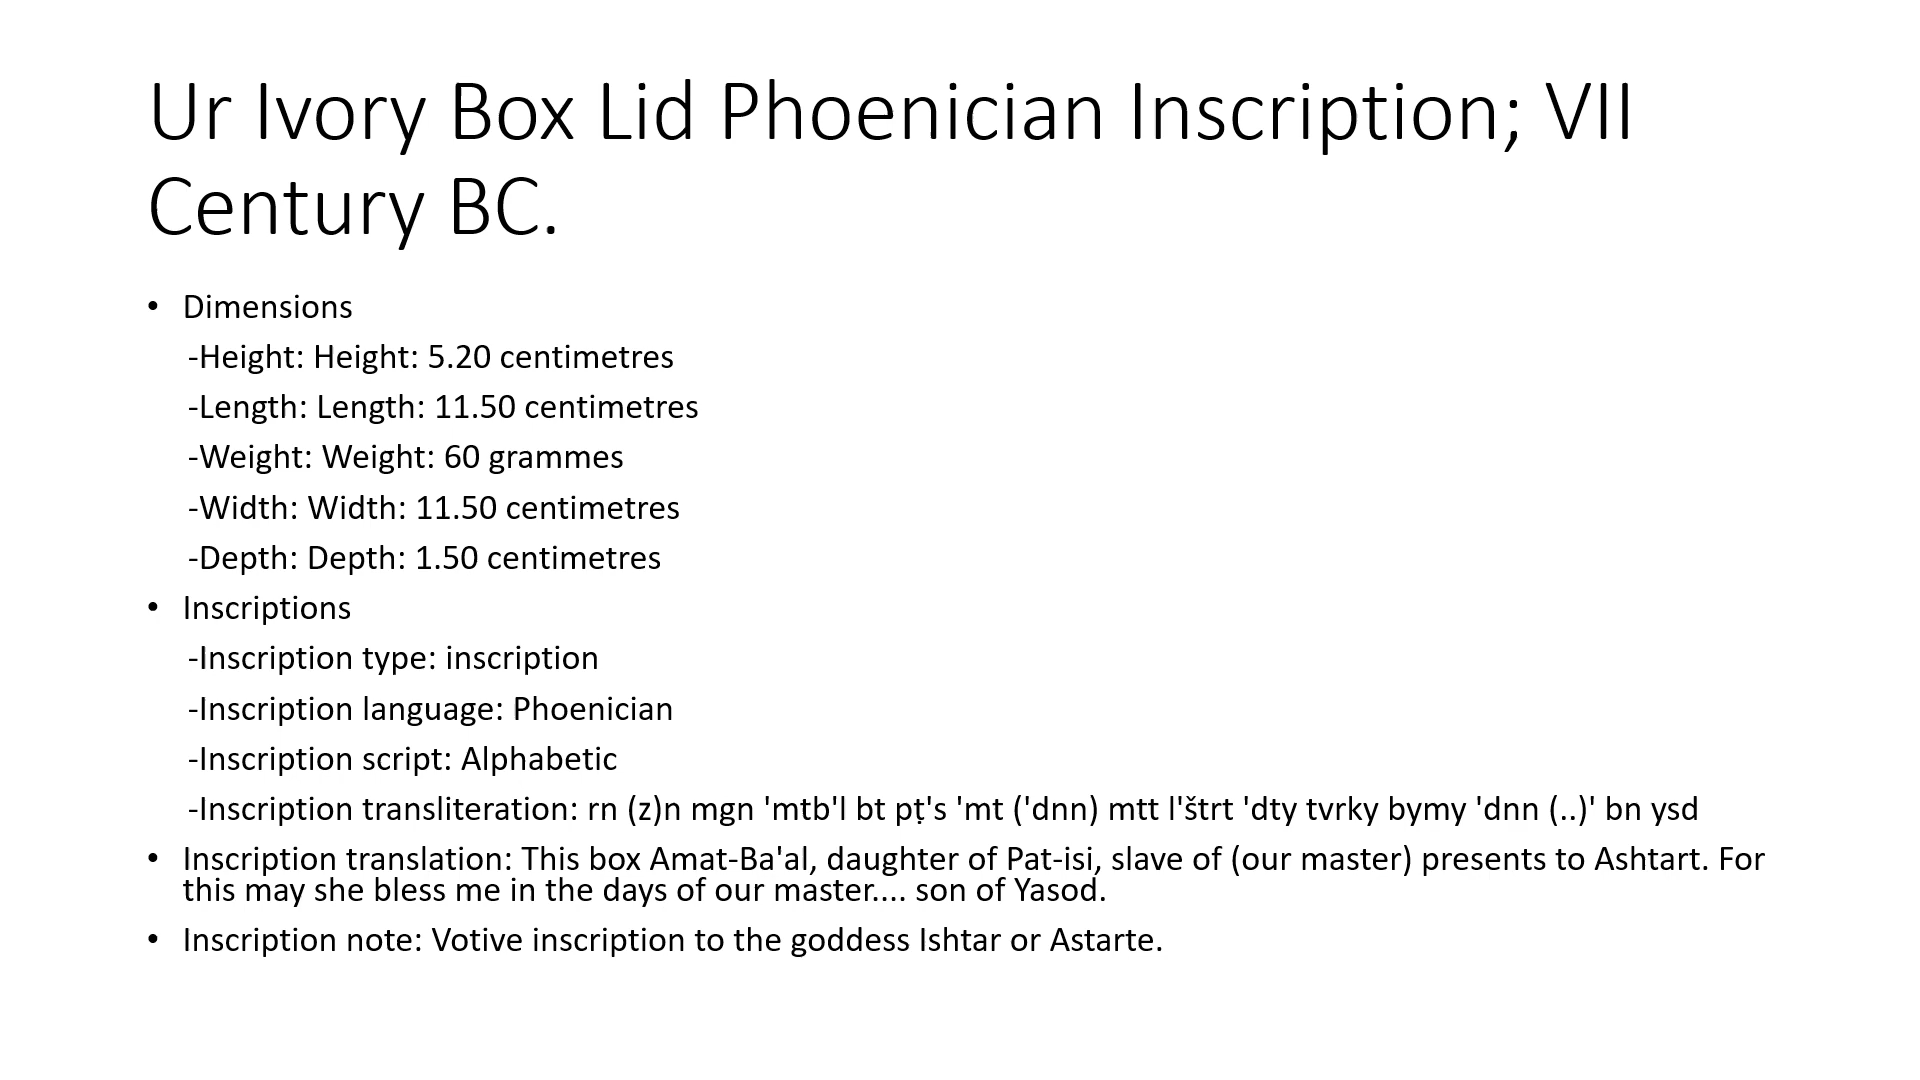 Ur Ivory Box Lid Phoenician Inscription; VII
Century BC.
• Dimensions
-Height: Height: 5.20 centimetres
-Length: Length: 11.50 centimetres
-Weight: Weight: 60 grammes
-Width: Width: 11.50 centimetres
-Depth: Depth: 1.50 centimetres
• Inscriptions
-Inscription type: inscription
-Inscription language: Phoenician
-Inscription script: Alphabetic
-Inscription transliteration: rn (z)n mgn 'mtb'l bt pṭ's 'mt ('dnn) mtt l'štrt 'dty tvrky bymy 'dnn (..)' bn ysd
• Inscription translation: This box Amat-Ba'al, daughter of Pat-isi, slave of (our master) presents to Ashtart. For
this may she bless me in the days of our master.... son of Yasod.
• Inscription note: Votive inscription to the goddess Ishtar or Astarte.